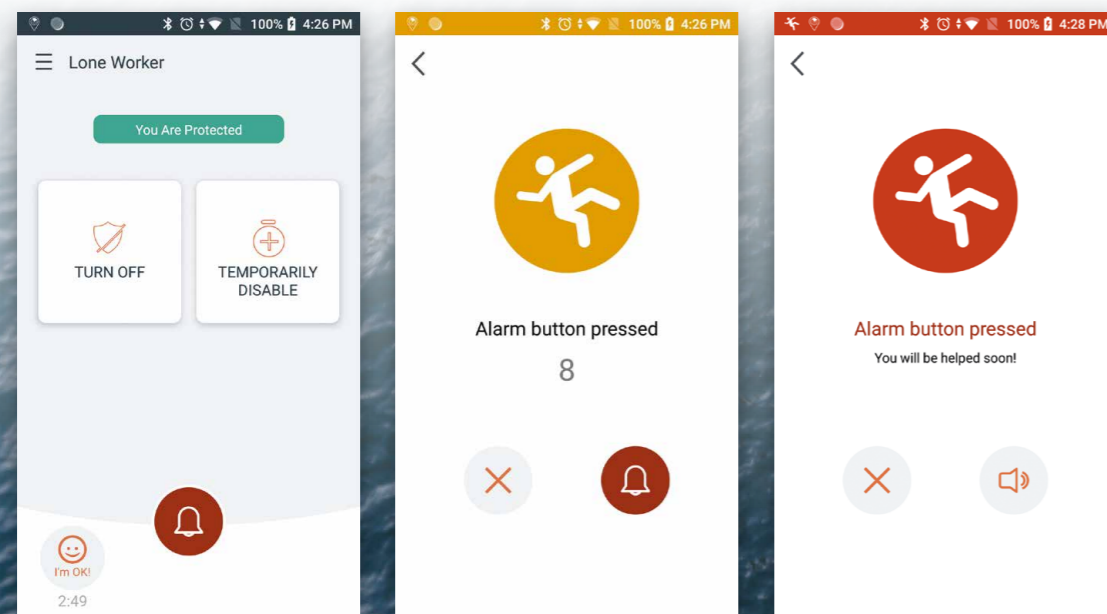 100% 4:26 PM
Lone Worker
You Are Protected
TURN OFF
TEMPORARILY
DISABLE
I'm OK!
2:49
100% 4:26 PM
Alarm button pressed
8
100% 4:28 PM
Alarm button pressed
You will be helped soon!